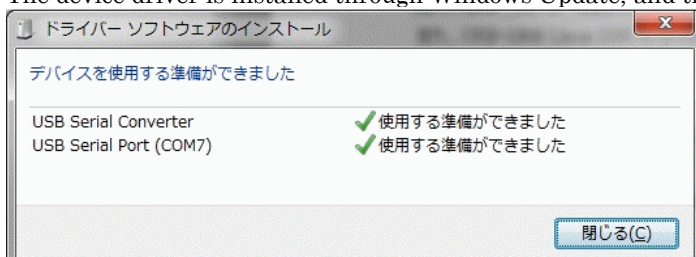 The device driver is installed through Windows Update, and t
ドライバー ソフトウェアのインストール
デバイスを使用する準備ができました
USB Serial Converter ✔使用する準備ができました
USB Serial Port (COM7) ✔使用する準備ができました
閉じる(C)